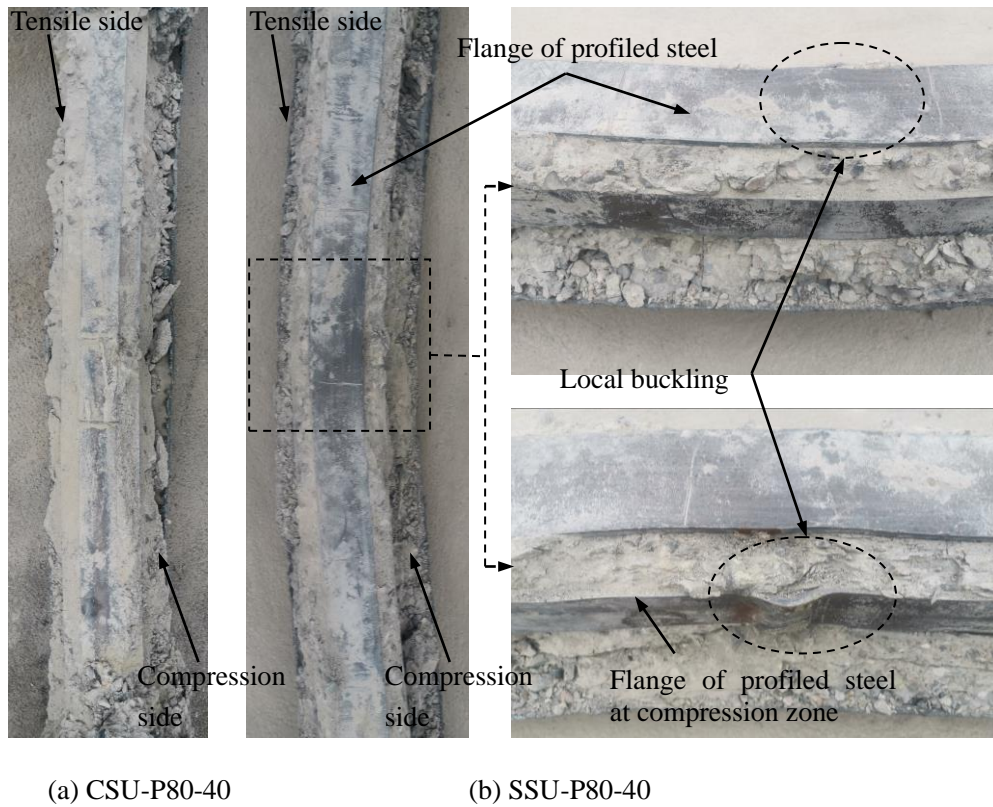 Tensile side
Tensile side
Flange of profiled steel
Local buckling
Compression
side
Compression
side
Flange of profiled steel
at compression zone
(a) CSU-P80-40
(b) SSU-P80-40